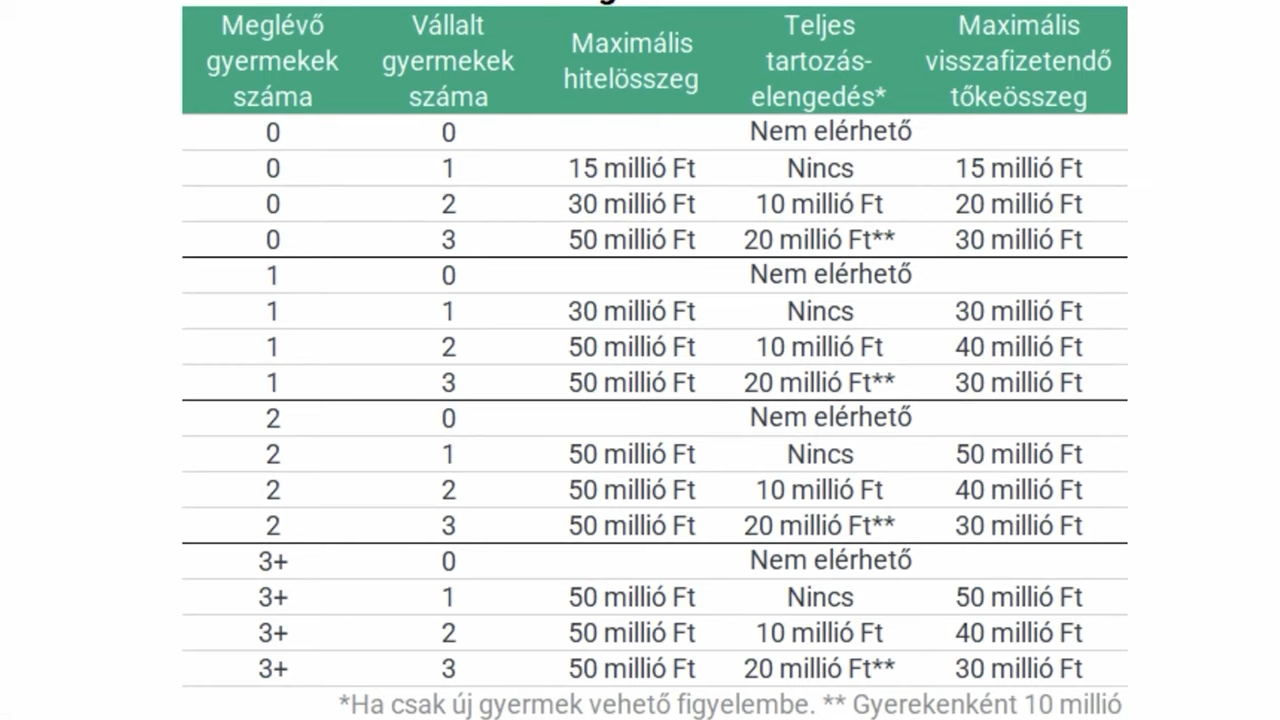 Meglévő gyermekek száma Vállalt gyermekek száma Maximális hitelösszeg Teljes tartozás-elengedés* Maximális visszafizetendő tőkeösszeg
0 0 Nem elérhető
0 1 15 millió Ft Nincs 15 millió Ft
0 2 30 millió Ft 10 millió Ft 20 millió Ft
0 3 50 millió Ft 20 millió Ft** 30 millió Ft
1 0 Nem elérhető
1 1 30 millió Ft Nincs 30 millió Ft
1 2 50 millió Ft 10 millió Ft 40 millió Ft
1 3 50 millió Ft 20 millió Ft** 30 millió Ft
2 0 Nem elérhető
2 1 50 millió Ft Nincs 50 millió Ft
2 2 50 millió Ft 10 millió Ft 40 millió Ft
2 3 50 millió Ft 20 millió Ft** 30 millió Ft
3+ 0 Nem elérhető
3+ 1 50 millió Ft Nincs 50 millió Ft
3+ 2 50 millió Ft 10 millió Ft 40 millió Ft
3+ 3 50 millió Ft 20 millió Ft** 30 millió Ft
*Ha csak új gyermek vehető figyelembe. ** Gyerekenként 10 millió